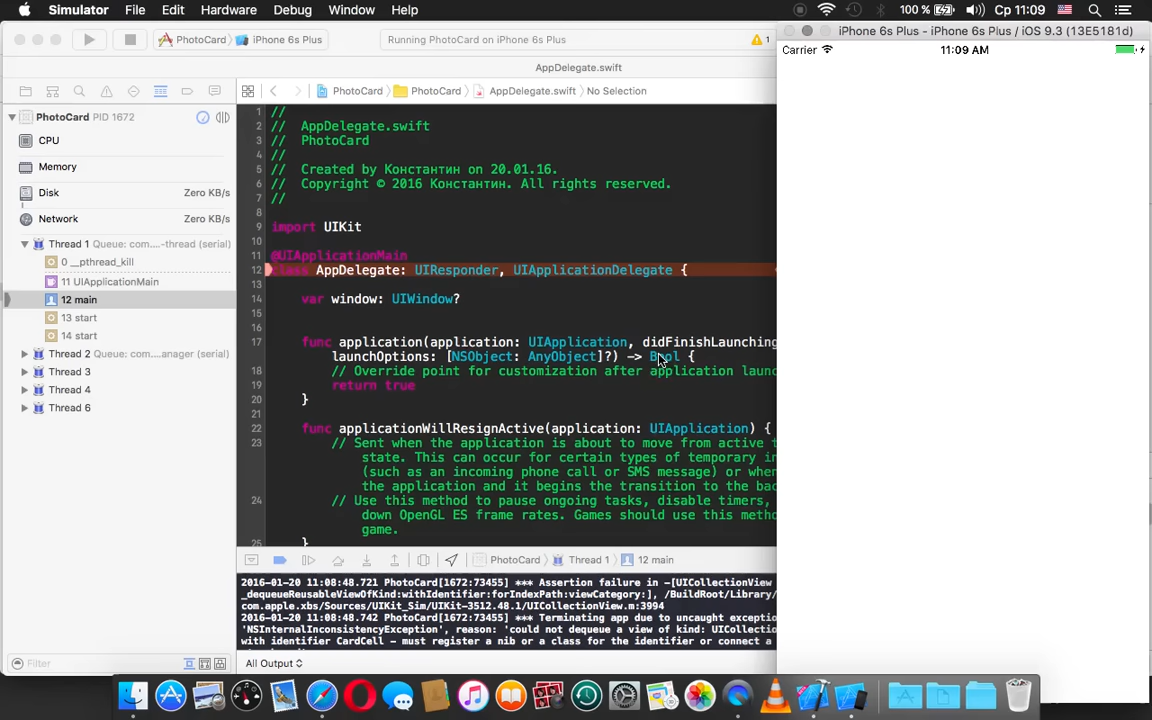 Simulator File Edit Hardware Debug Window Help 100 % Ср 11:09
PhotoCard iPhone 6s Plus Running PhotoCard on iPhone 6s Plus 1
iPhone 6s Plus - iPhone 6s Plus / iOS 9.3 (13E5181d)
Carrier 11:09 AM
AppDelegate.swift
PhotoCard PhotoCard AppDelegate.swift No Selection
PhotoCard PID 1672
CPU
Memory
Disk Zero KB/s
Network Zero KB/s
Thread 1 Queue: com....-thread (serial)
0 __pthread_kill
11 UIApplicationMain
12 main
13 start
14 start
Thread 2 Queue: com....anager (serial)
Thread 3
Thread 4
Thread 6
Filter
1 //
2 // AppDelegate.swift
3 // PhotoCard
4 //
5 // Created by Константин on 20.01.16.
6 // Copyright © 2016 Константин. All rights reserved.
7 //
8
9 import UIKit
10
11 @UIApplicationMain
12 class AppDelegate: UIResponder, UIApplicationDelegate {
13
14 var window: UIWindow?
15
16
17 func application(application: UIApplication, didFinishLaunching
launchOptions: [NSObject: AnyObject]?) -> Bool {
18 // Override point for customization after application laun
19 return true
20 }
21
22 func applicationWillResignActive(application: UIApplication) {
23 // Sent when the application is about to move from active t
state. This can occur for certain types of temporary in
(such as an incoming phone call or SMS message) or whe
the application and it begins the transition to the bac
24 // Use this method to pause ongoing tasks, disable timers,
down OpenGL ES frame rates. Games should use this meth
game.
25 }
PhotoCard Thread 1 12 main
2016-01-20 11:08:48.721 PhotoCard[1672:73455] *** Assertion failure in -[UICollectionView
_dequeueReusableViewOfKind:withIdentifier:forIndexPath:viewCategory:], /BuildRoot/Library/
com.apple.xbs/Sources/UIKit_Sim/UIKit-3512.48.1/UICollectionView.m:3994
2016-01-20 11:08:48.742 PhotoCard[1672:73455] *** Terminating app due to uncaught exceptio
'NSInternalInconsistencyException', reason: 'could not dequeue a view of kind: UICollection
with identifier CardCell - must register a nib or a class for the identifier or connect a
All Output